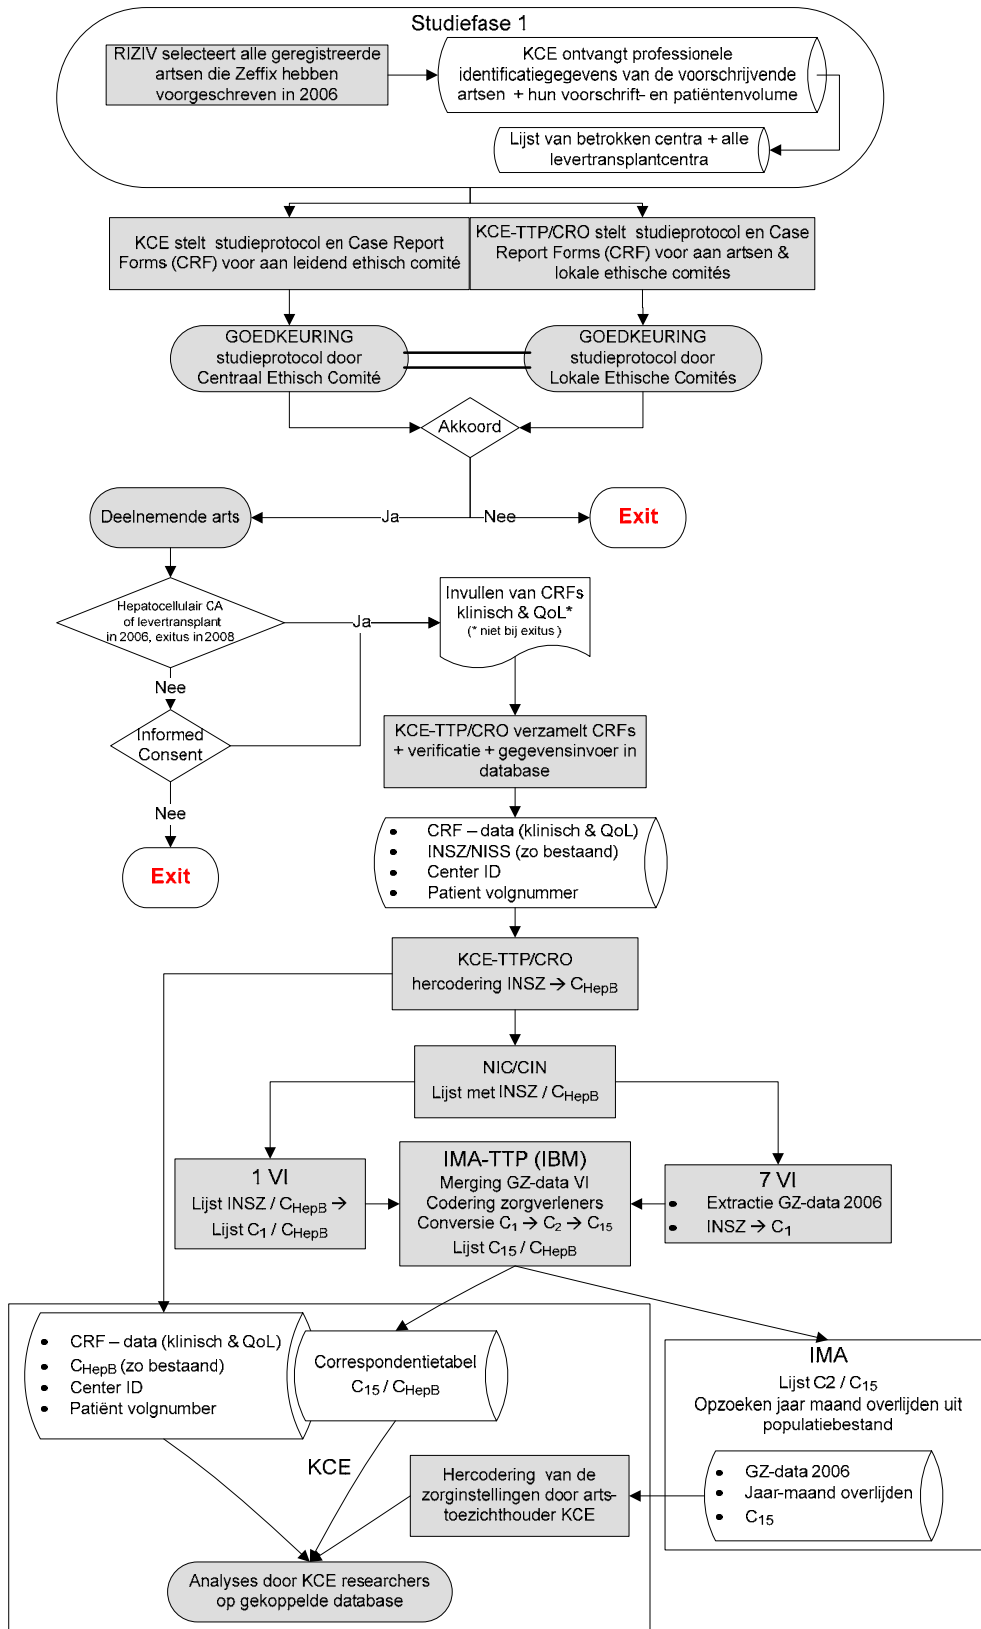 Studiefase 1
RIZIV selecteert alle geregistreerde
artsen die Zeffix hebben
voorgeschreven in 2006
KCE ontvangt professionele
identificatiegegevens van de voorschrijvende
artsen + hun voorschrift- en patiëntenvolume
Lijst van betrokken centra + alle
levertransplantcentra
KCE stelt studieprotocol en Case Report
Forms (CRF) voor aan leidend ethisch comité
KCE-TTP/CRO stelt studieprotocol en Case
Report Forms (CRF) voor aan artsen &
lokale ethische comités
GOEDKEURING
studieprotocol door
Centraal Ethisch Comité
GOEDKEURING
studieprotocol door
Lokale Ethische Comités
Akkoord
Deelnemende arts
Ja
Nee
Exit
Hepatocellulair CA
of levertransplant
in 2006, exitus in 2008
Ja
Invullen van CRFs
klinisch & QoL*
(* niet bij exitus )
Nee
Informed
Consent
KCE-TTP/CRO verzamelt CRFs
+ verificatie + gegevensinvoer in
database
Nee
Exit
• CRF – data (klinisch & QoL)
• INSZ/NISS (zo bestaand)
• Center ID
• Patient volgnummer
KCE-TTP/CRO
hercodering INSZ → CHepB
NIC/CIN
Lijst met INSZ / CHepB
1 VI
Lijst INSZ / CHepB →
Lijst C1 / CHepB
IMA-TTP (IBM)
Merging GZ-data VI
Codering zorgverleners
Conversie C1 → C2 → C15
Lijst C15 / CHepB
7 VI
• Extractie GZ-data 2006
• INSZ → C1
• CRF – data (klinisch & QoL)
• CHepB (zo bestaand)
• Center ID
• Patiënt volgnumber
Correspondentietabel
C15 / CHepB
IMA
Lijst C2 / C15
Opzoeken jaar maand overlijden uit
populatiebestand
• GZ-data 2006
• Jaar-maand overlijden
• C15
KCE
Hercodering van de
zorginstellingen door arts-
toezichthouder KCE
Analyses door KCE researchers
op gekoppelde database